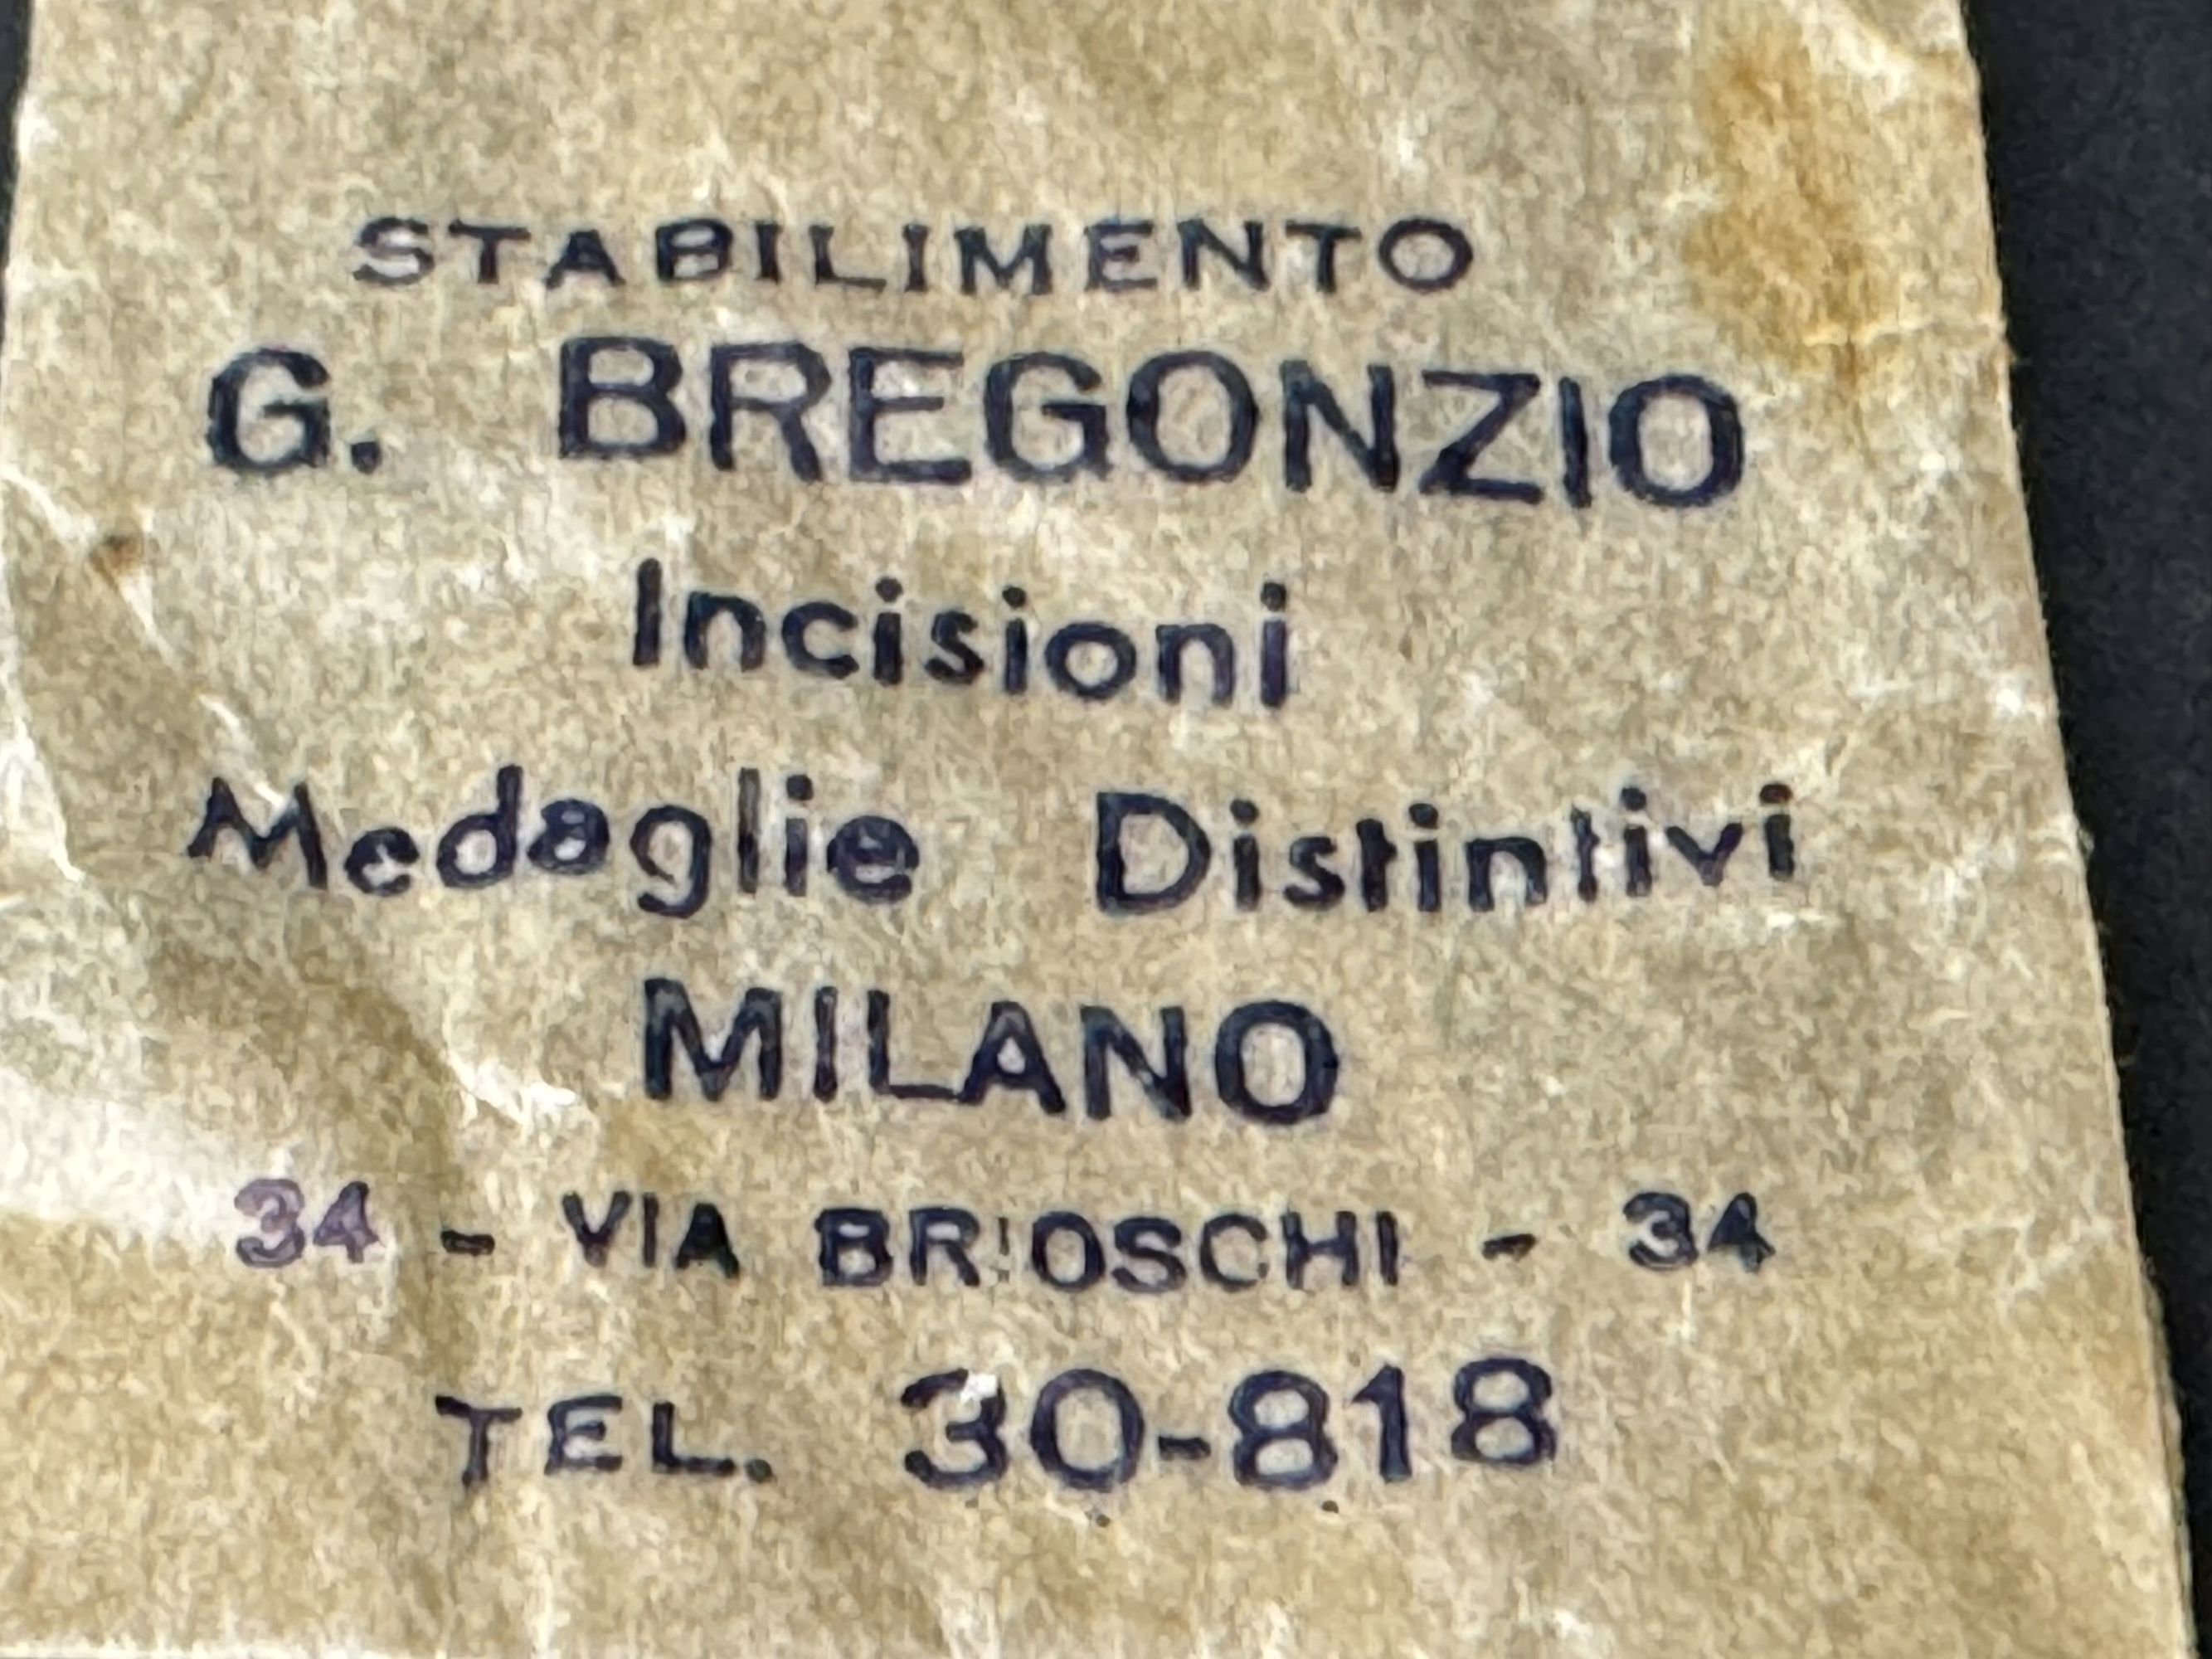 STABILIMENTO
G. BREGONZIO
Incisioni
Medaglie Distintivi
MILANO
34 - VIA BRIOSCHI - 34
TEL. 30-818